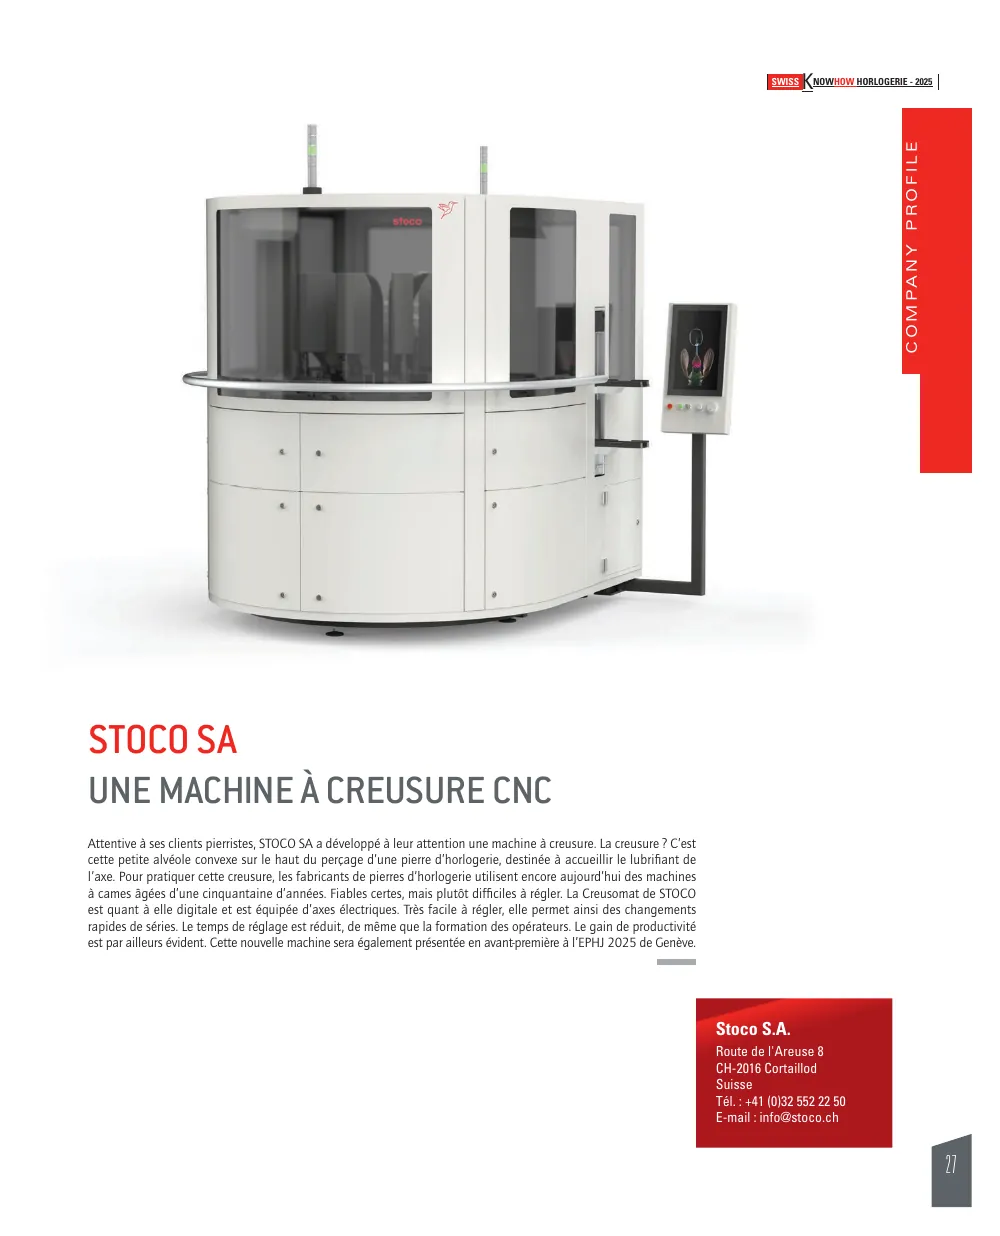 SWISS KNOWHOW HORLOGERIE - 2025
COMPANY PROFILE
stoco
STOCO SA
UNE MACHINE À CREUSURE CNC
Attentive à ses clients pierristes, STOCO SA a développé à leur attention une machine à creusure. La creusure ? C’est
cette petite alvéole convexe sur le haut du perçage d’une pierre d’horlogerie, destinée à accueillir le lubrifiant de
l’axe. Pour pratiquer cette creusure, les fabricants de pierres d’horlogerie utilisent encore aujourd’hui des machines
à cames âgées d’une cinquantaine d’années. Fiables certes, mais plutôt difficiles à régler. La Creusomat de STOCO
est quant à elle digitale et est équipée d’axes électriques. Très facile à régler, elle permet ainsi des changements
rapides de séries. Le temps de réglage est réduit, de même que la formation des opérateurs. Le gain de productivité
est par ailleurs évident. Cette nouvelle machine sera également présentée en avant-première à l’EPHJ 2025 de Genève.
Stoco S.A.
Route de l'Areuse 8
CH-2016 Cortaillod
Suisse
Tél. : +41 (0)32 552 22 50
E-mail : info@stoco.ch
27